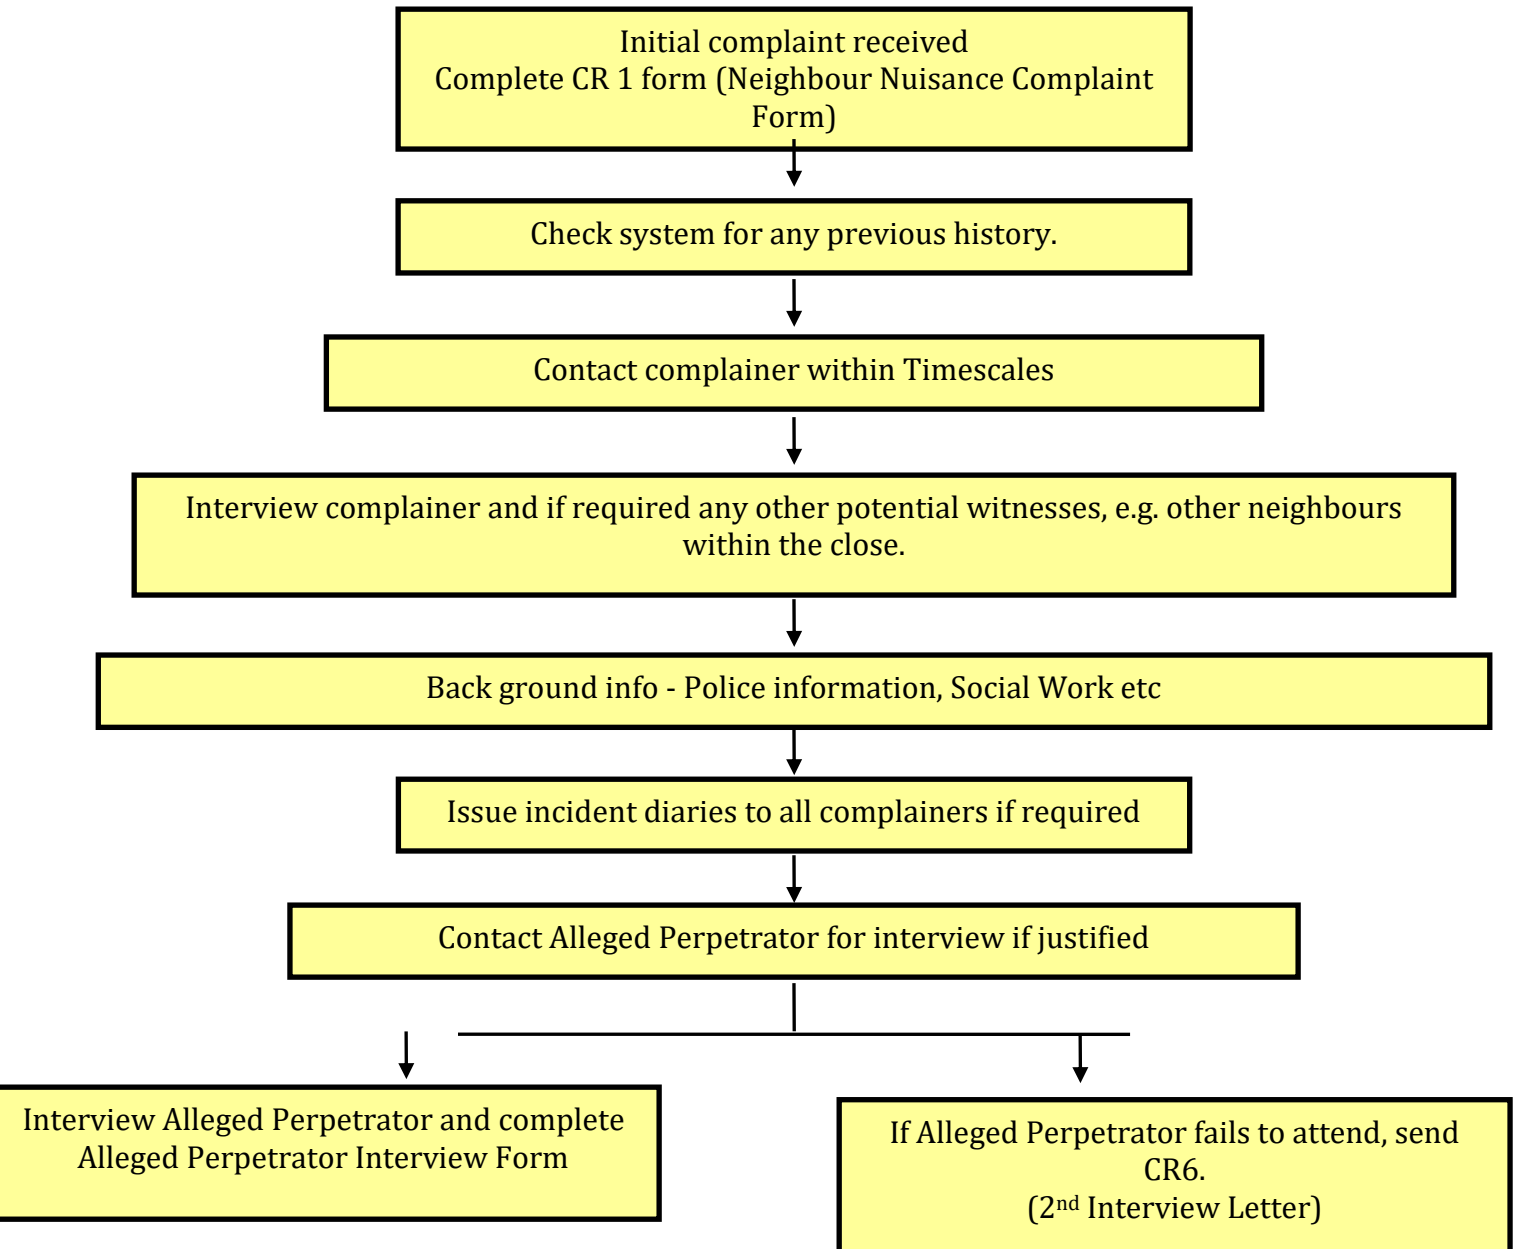 Initial complaint received
Complete CR 1 form (Neighbour Nuisance Complaint
Form)
Check system for any previous history.
Contact complainer within Timescales
Interview complainer and if required any other potential witnesses, e.g. other neighbours
within the close.
Back ground info - Police information, Social Work etc
Issue incident diaries to all complainers if required
Contact Alleged Perpetrator for interview if justified
Interview Alleged Perpetrator and complete
Alleged Perpetrator Interview Form
If Alleged Perpetrator fails to attend, send
CR6.
(2nd Interview Letter)